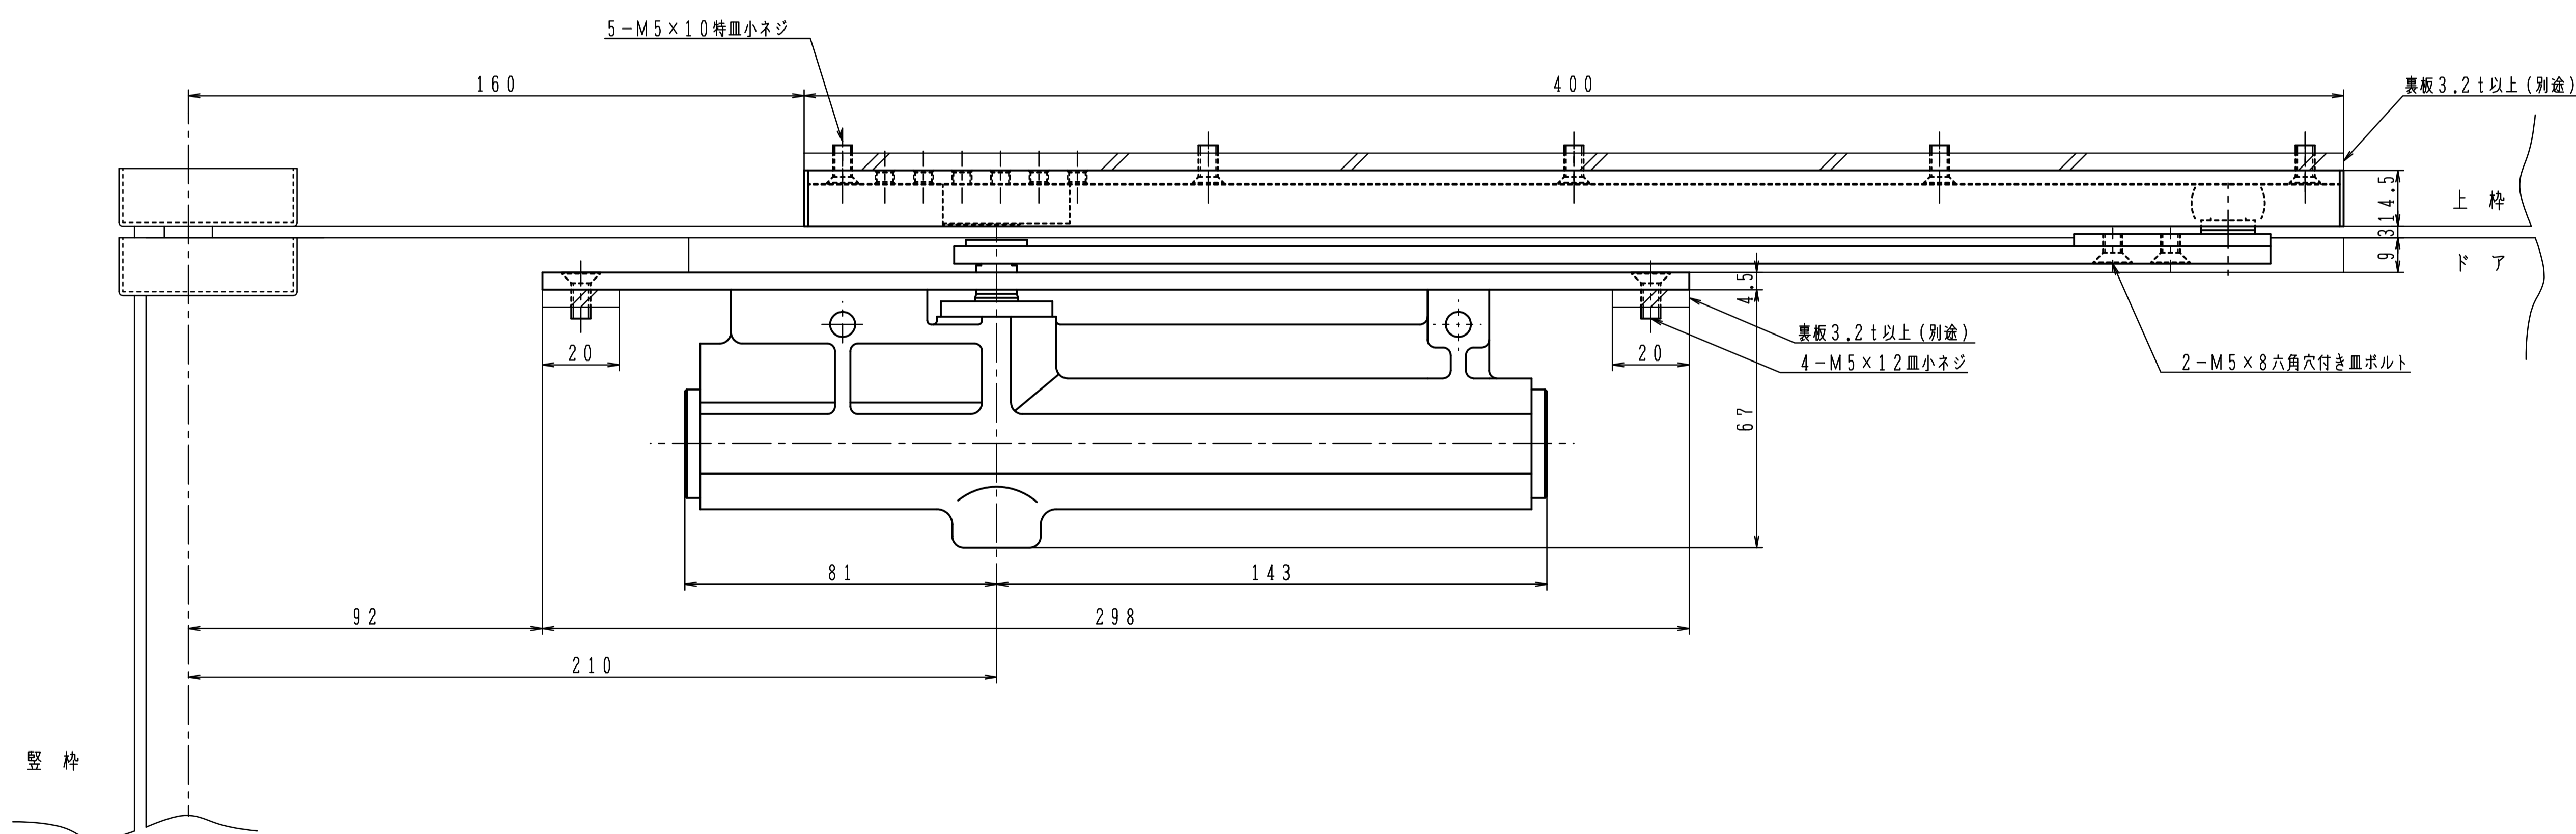 5-M5×10特皿小ネジ
160
400
裏板3.2t以上(別途)
14.5
上 枠
3
9
ド ア
4.5
裏板3.2t以上(別途)
20
20
4-M5×12皿小ネジ
2-M5×8六角穴付き皿ボルト
67
81
143
92
298
210
竪 枠